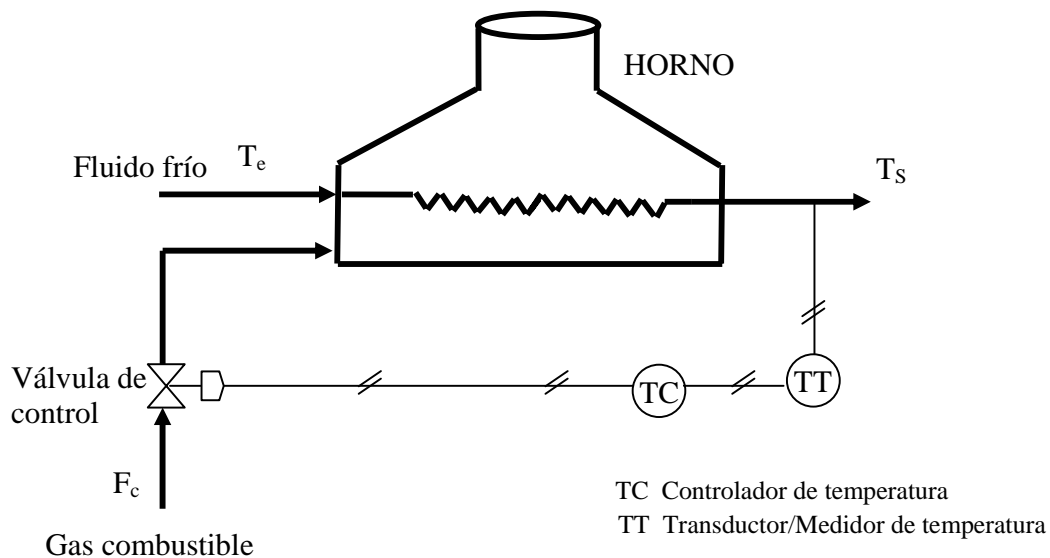 HORNO
Fluido frío
Te
TS
Válvula de
control
TC
TT
Fc
Gas combustible
TC Controlador de temperatura
TT Transductor/Medidor de temperatura